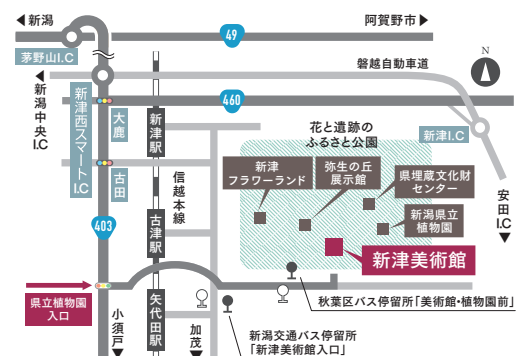 ◀新潟
阿賀野市▶
49
茅野山I.C
N
磐越自動車道
◀
新潟中央I.C
新津西スマートI.C
大鹿
新津駅
460
花と遺跡の
ふるさと公園
新津I.C
古田
信越本線
新津
フラワーランド
弥生の丘
展示館
県埋蔵文化財
センター
新潟県立
植物園
安田I.C▼
403
古津駅
新津美術館
県立植物園
入口
秋葉区バス停留所「美術館・植物園前」
小須戸▼
矢代田駅
加茂▼
新潟交通バス停留所
「新津美術館入口」